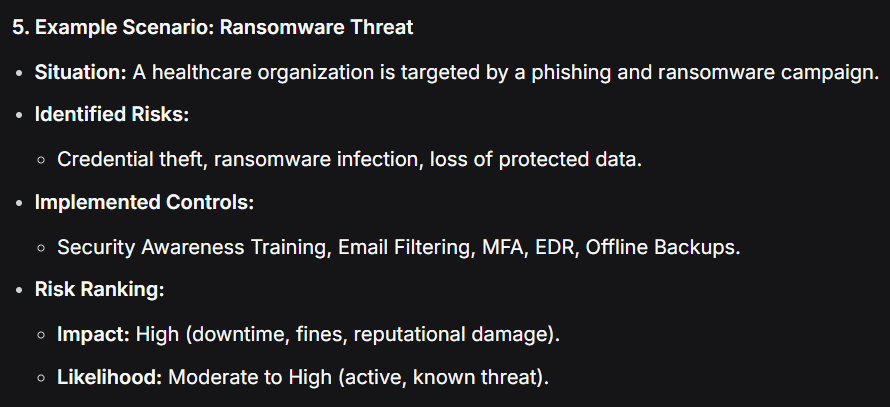 5. Example Scenario: Ransomware Threat
• Situation: A healthcare organization is targeted by a phishing and ransomware campaign.
• Identified Risks:
◦ Credential theft, ransomware infection, loss of protected data.
• Implemented Controls:
◦ Security Awareness Training, Email Filtering, MFA, EDR, Offline Backups.
• Risk Ranking:
◦ Impact: High (downtime, fines, reputational damage).
◦ Likelihood: Moderate to High (active, known threat).